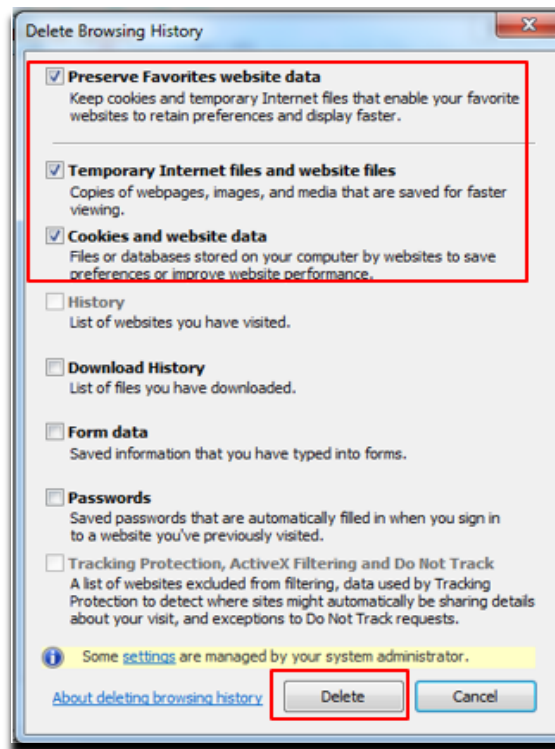 Delete Browsing History
Preserve Favorites website data
Keep cookies and temporary Internet files that enable your favorite
websites to retain preferences and display faster.
Temporary Internet files and website files
Copies of webpages, images, and media that are saved for faster
viewing.
Cookies and website data
Files or databases stored on your computer by websites to save
preferences or improve website performance.
History
List of websites you have visited.
Download History
List of files you have downloaded.
Form data
Saved information that you have typed into forms.
Passwords
Saved passwords that are automatically filled in when you sign in
to a website you've previously visited.
Tracking Protection, ActiveX Filtering and Do Not Track
A list of websites excluded from filtering, data used by Tracking
Protection to detect where sites might automatically be sharing details
about your visit, and exceptions to Do Not Track requests.
Some settings are managed by your system administrator.
About deleting browsing history Delete Cancel